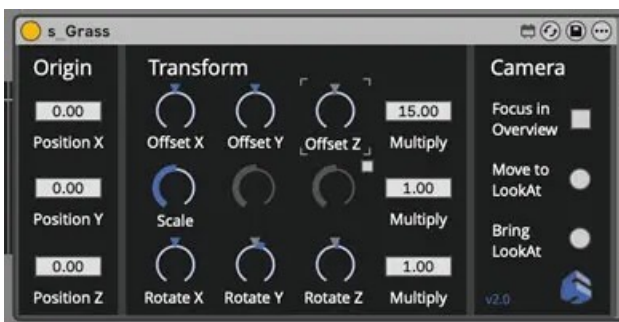 s_Grass
Origin
Transform
Camera
0.00
Position X
Offset X
Offset Y
Offset Z
15.00
Multiply
Focus in
Overview
0.00
Position Y
Scale
1.00
Multiply
Move to
LookAt
0.00
Position Z
Rotate X
Rotate Y
Rotate Z
1.00
Multiply
Bring
LookAt
v2.0